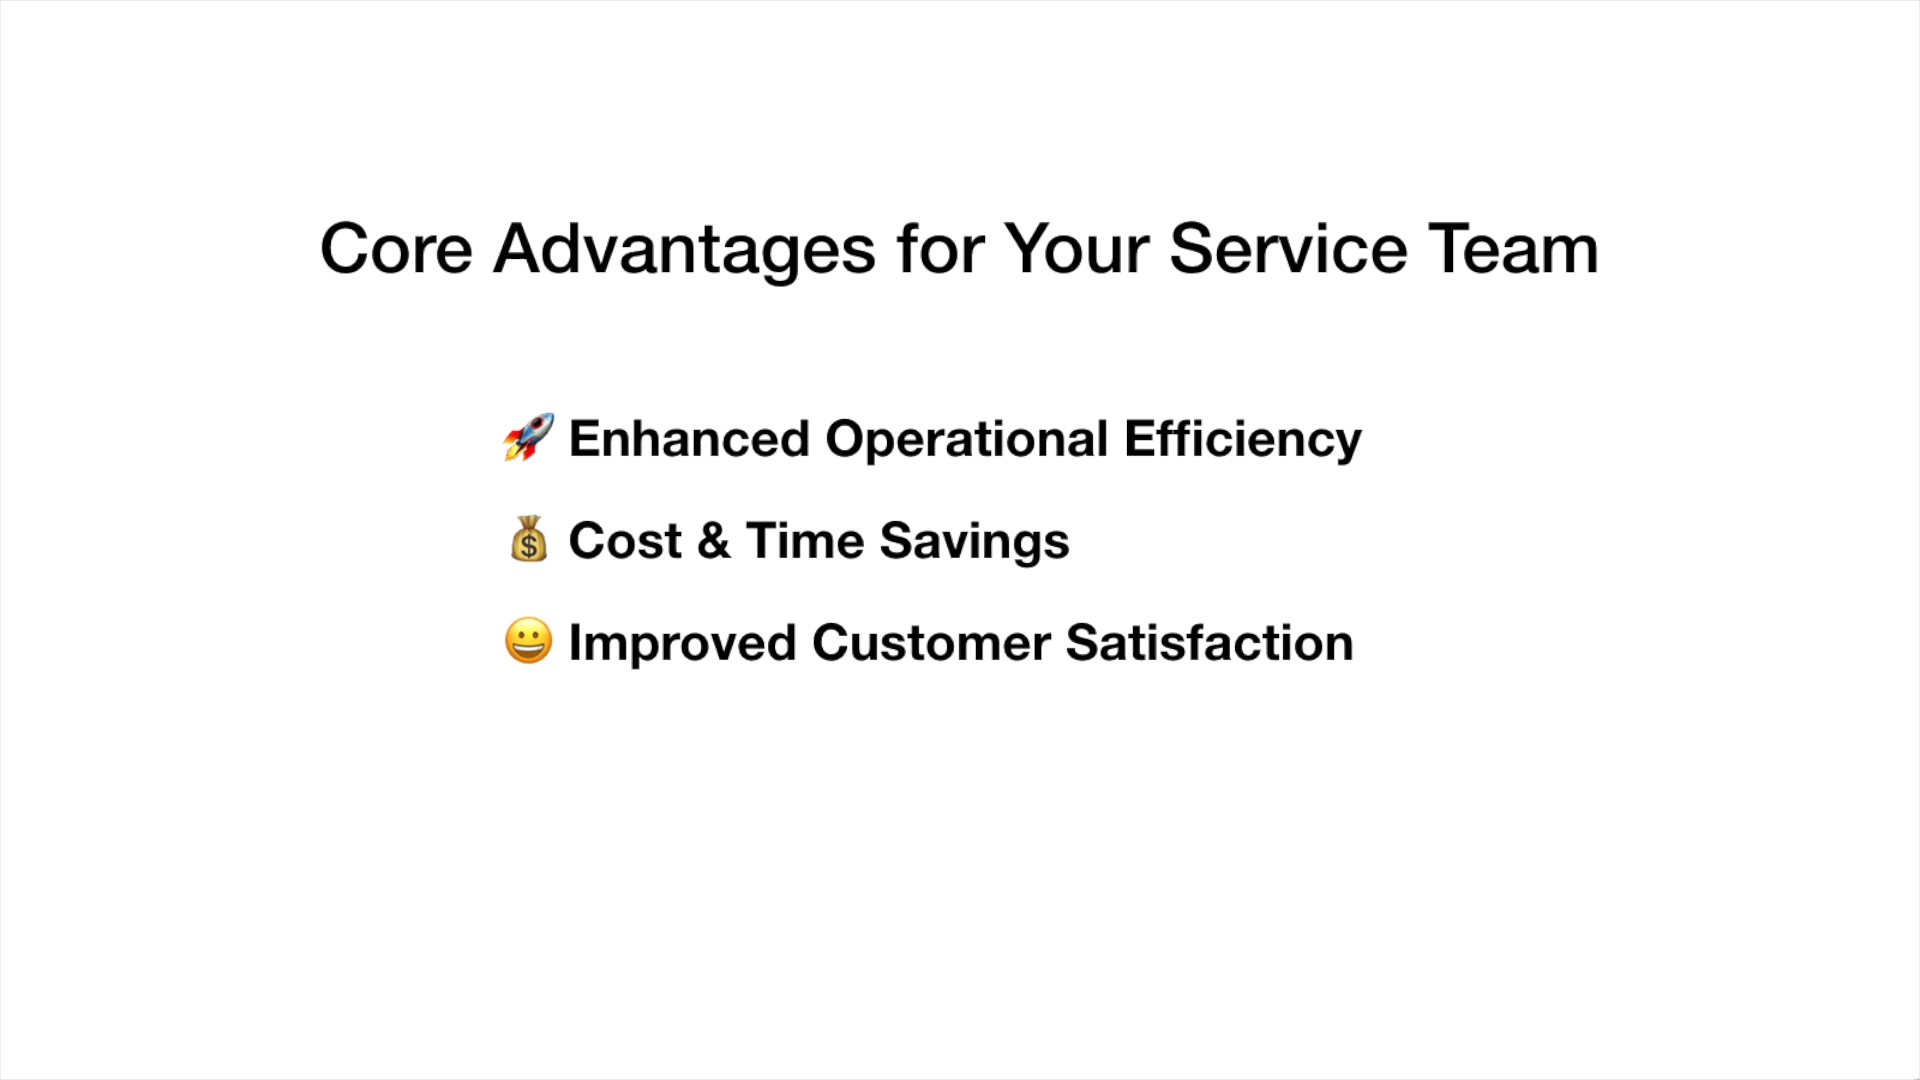 Core Advantages for Your Service Team
🚀 Enhanced Operational Efficiency
💰 Cost & Time Savings
😀 Improved Customer Satisfaction